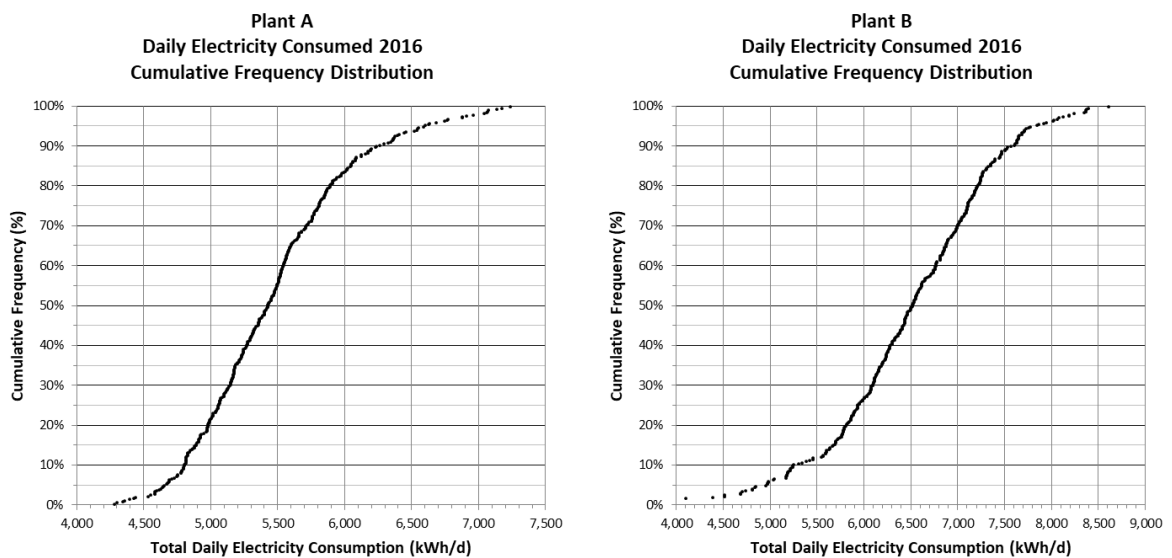 Plant A
Daily Electricity Consumed 2016
Cumulative Frequency Distribution
Cumulative Frequency (%)
100%
90%
80%
70%
60%
50%
40%
30%
20%
10%
0%
4,000 4,500 5,000 5,500 6,000 6,500 7,000 7,500
Total Daily Electricity Consumption (kWh/d)
Plant B
Daily Electricity Consumed 2016
Cumulative Frequency Distribution
Cumulative Frequency (%)
100%
90%
80%
70%
60%
50%
40%
30%
20%
10%
0%
4,000 4,500 5,000 5,500 6,000 6,500 7,000 7,500 8,000 8,500 9,000
Total Daily Electricity Consumption (kWh/d)